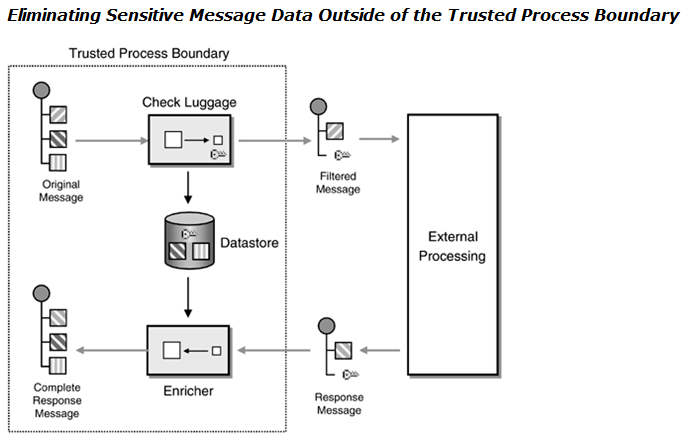 Eliminating Sensitive Message Data Outside of the Trusted Process Boundary
Trusted Process Boundary
Check Luggage
Original
Message
Filtered
Message
Datastore
External
Processing
Enricher
Complete
Response
Message
Response
Message